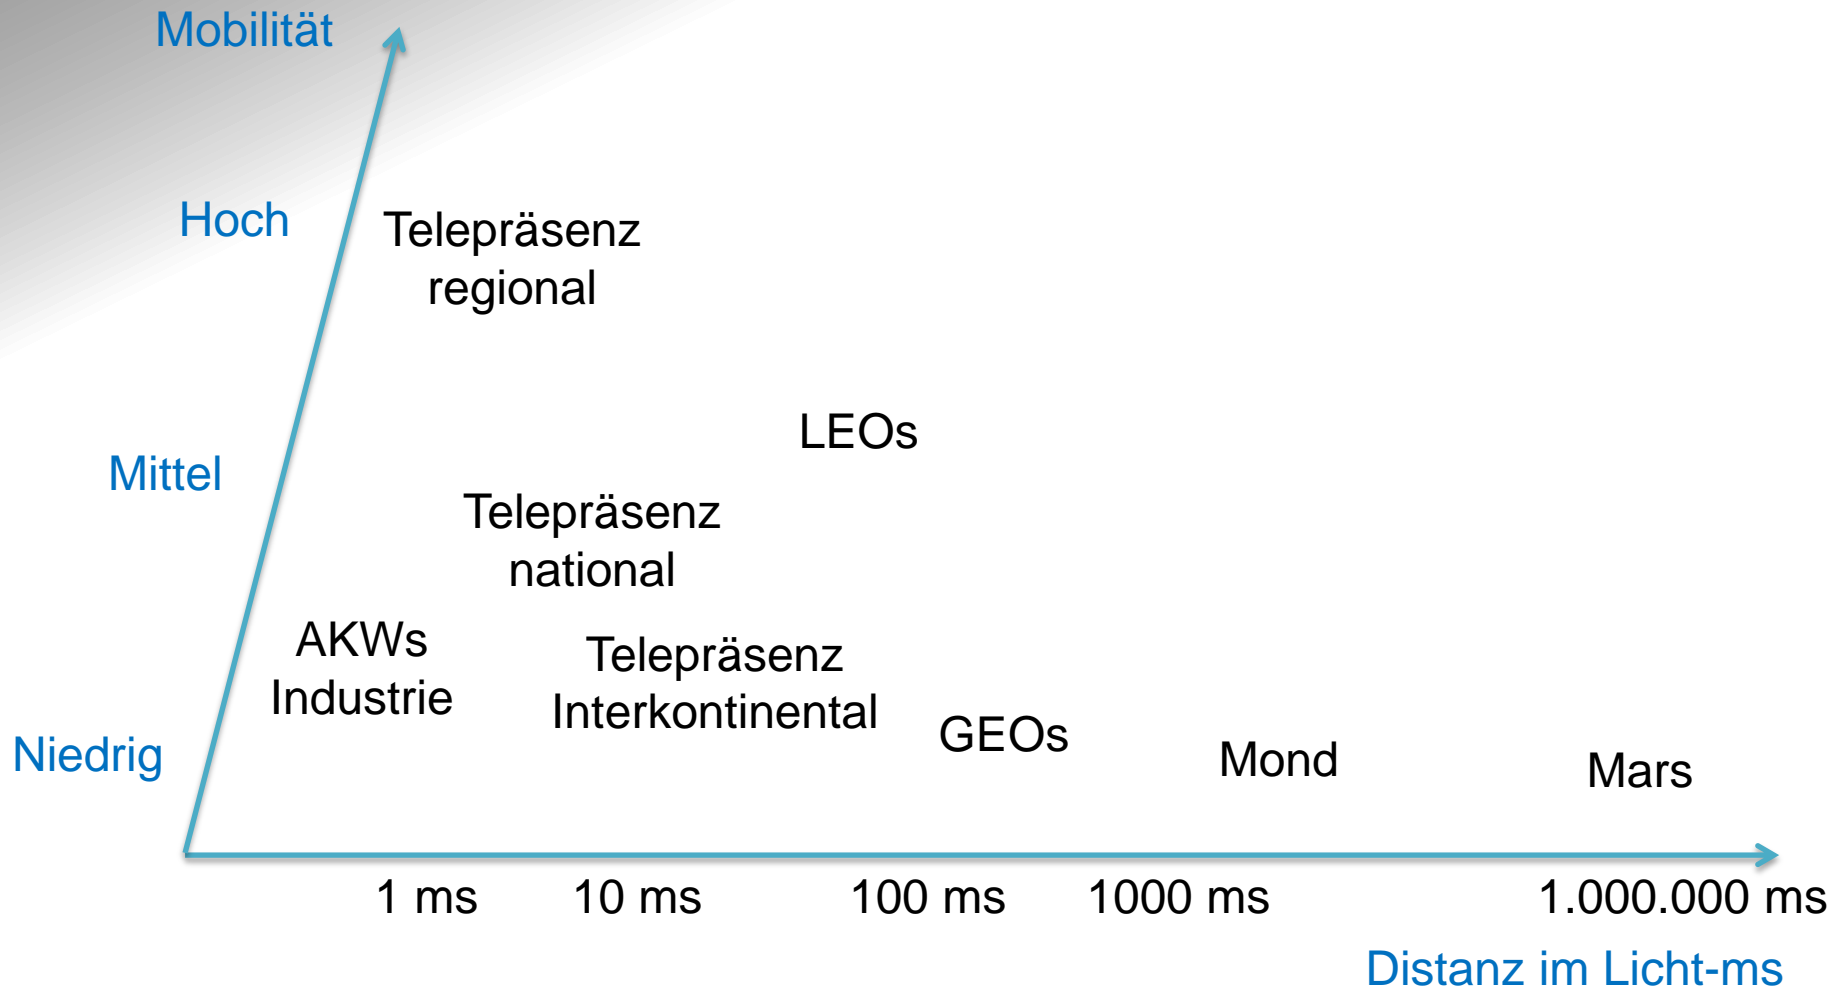 Mobilität
Hoch
Telepräsenz
regional
LEOs
Mittel
Telepräsenz
national
AKWs
Industrie
Telepräsenz
Interkontinental
GEOs
Niedrig
Mond
Mars
1 ms
10 ms
100 ms
1000 ms
1.000.000 ms
Distanz im Licht-ms